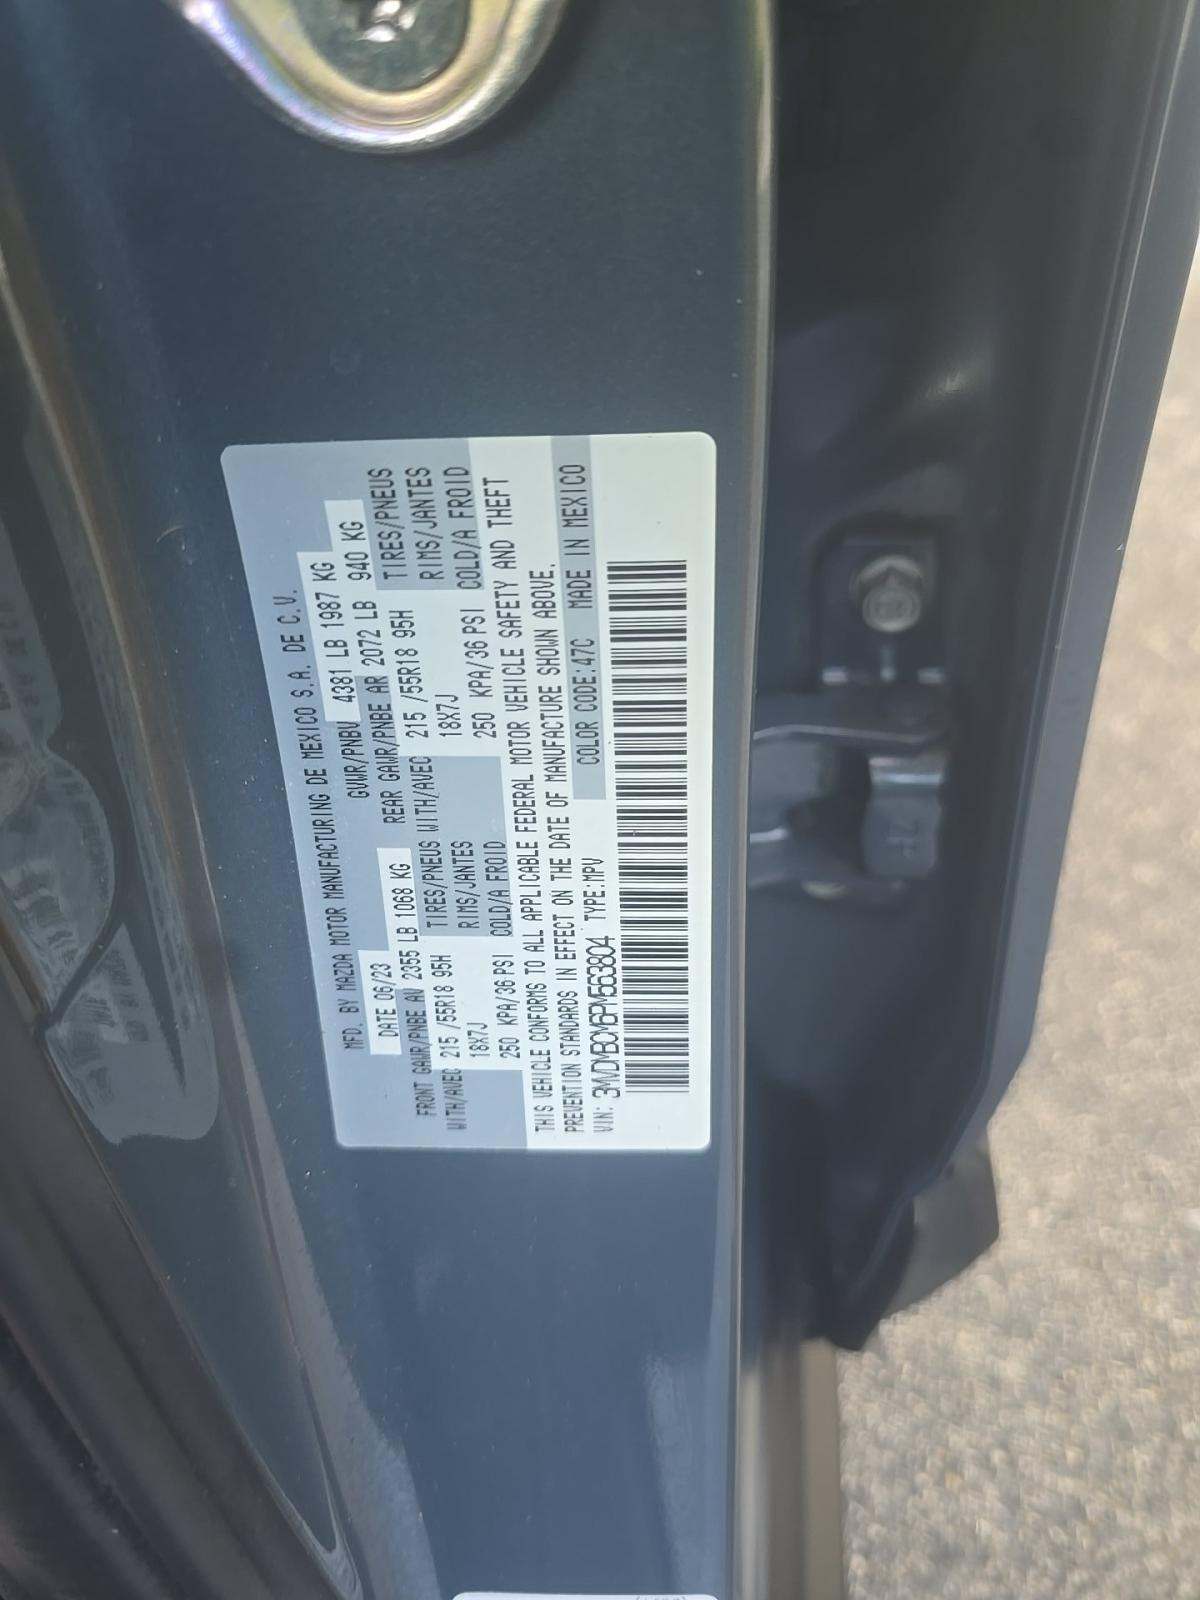 MFD. BY MAZDA MOTOR MANUFACTURING DE MEXICO S.A. DE C.V.
DATE 06/23 GVWR/PNBV 4381 LB 1987 KG
FRONT GAWR/PNBE AV 2355 LB 1068 KG REAR GAWR/PNBE AR 2072 LB 940 KG
WITH/AVEC 215 /55R18 95H TIRES/PNEUS WITH/AVEC 215 /55R18 95H TIRES/PNEUS
18X7J RIMS/JANTES 18X7J RIMS/JANTES
250 KPA/36 PSI COLD/A FROID 250 KPA/36 PSI COLD/A FROID
THIS VEHICLE CONFORMS TO ALL APPLICABLE FEDERAL MOTOR VEHICLE SAFETY AND THEFT
PREVENTION STANDARDS IN EFFECT ON THE DATE OF MANUFACTURE SHOWN ABOVE.
VIN: 3MVDMBCM6PM563804 TYPE:MPV COLOR CODE:47C MADE IN MEXICO